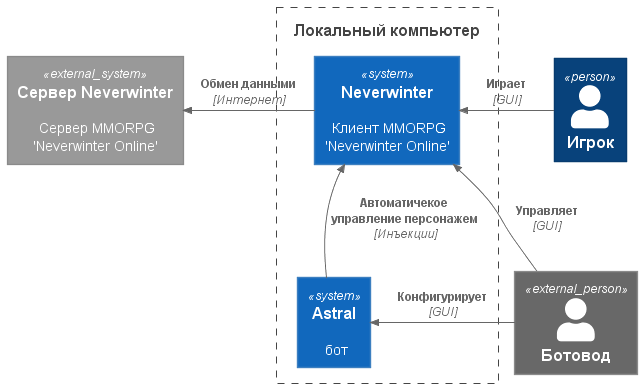 Локальный компьютер
«external_system»
Сервер Neverwinter
Сервер MMORPG
'Neverwinter Online'
Обмен данными
[Интернет]
«system»
Neverwinter
Клиент MMORPG
'Neverwinter Online'
Играет
[GUI]
«person»
Игрок
Автоматичекое
управление персонажем
[Инъекции]
Управляет
[GUI]
«system»
Astral
бот
Конфигурирует
[GUI]
«external_person»
Ботовод